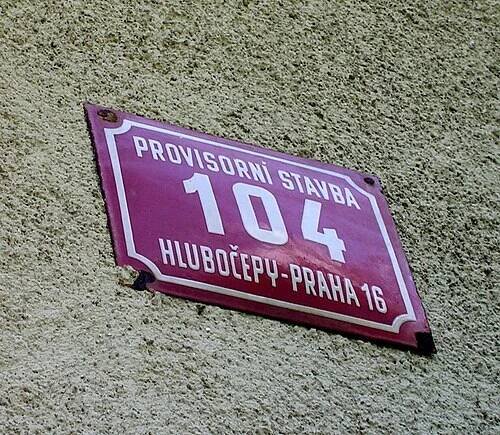 PROVISORNÍ STAVBA
104
HLUBOČEPY-PRAHA 16